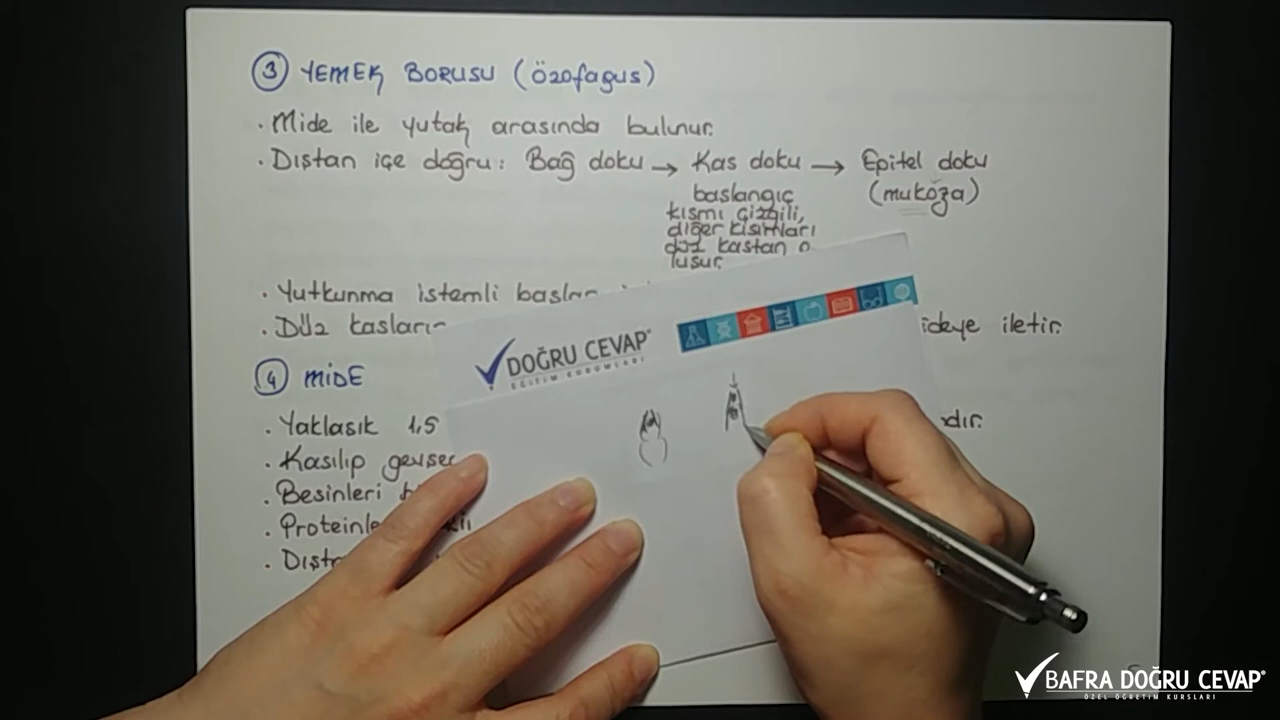 3 YEMEK BORUSU (Özofagus)
. Mide ile yutak arasında bulunur.
. Dıştan içe doğru: Bağ doku → Kas doku → Epitel doku
(mukoza)
başlangıç
kısmı çizgili,
diğer kısımları
düz kastan o
luşur.
. Yutkunma istemli başlar
. Düz kasların
ideye iletir.
4 MİDE
. Yaklaşık 1,5
dır.
. Kasılıp gevşer
. Besinleri
. Proteinle
. Dışta
DOĞRU CEVAP
EĞİTİM KURUMLARI
BAFRA DOĞRU CEVAP
ÖZEL ÖĞRETİM KURSLARI